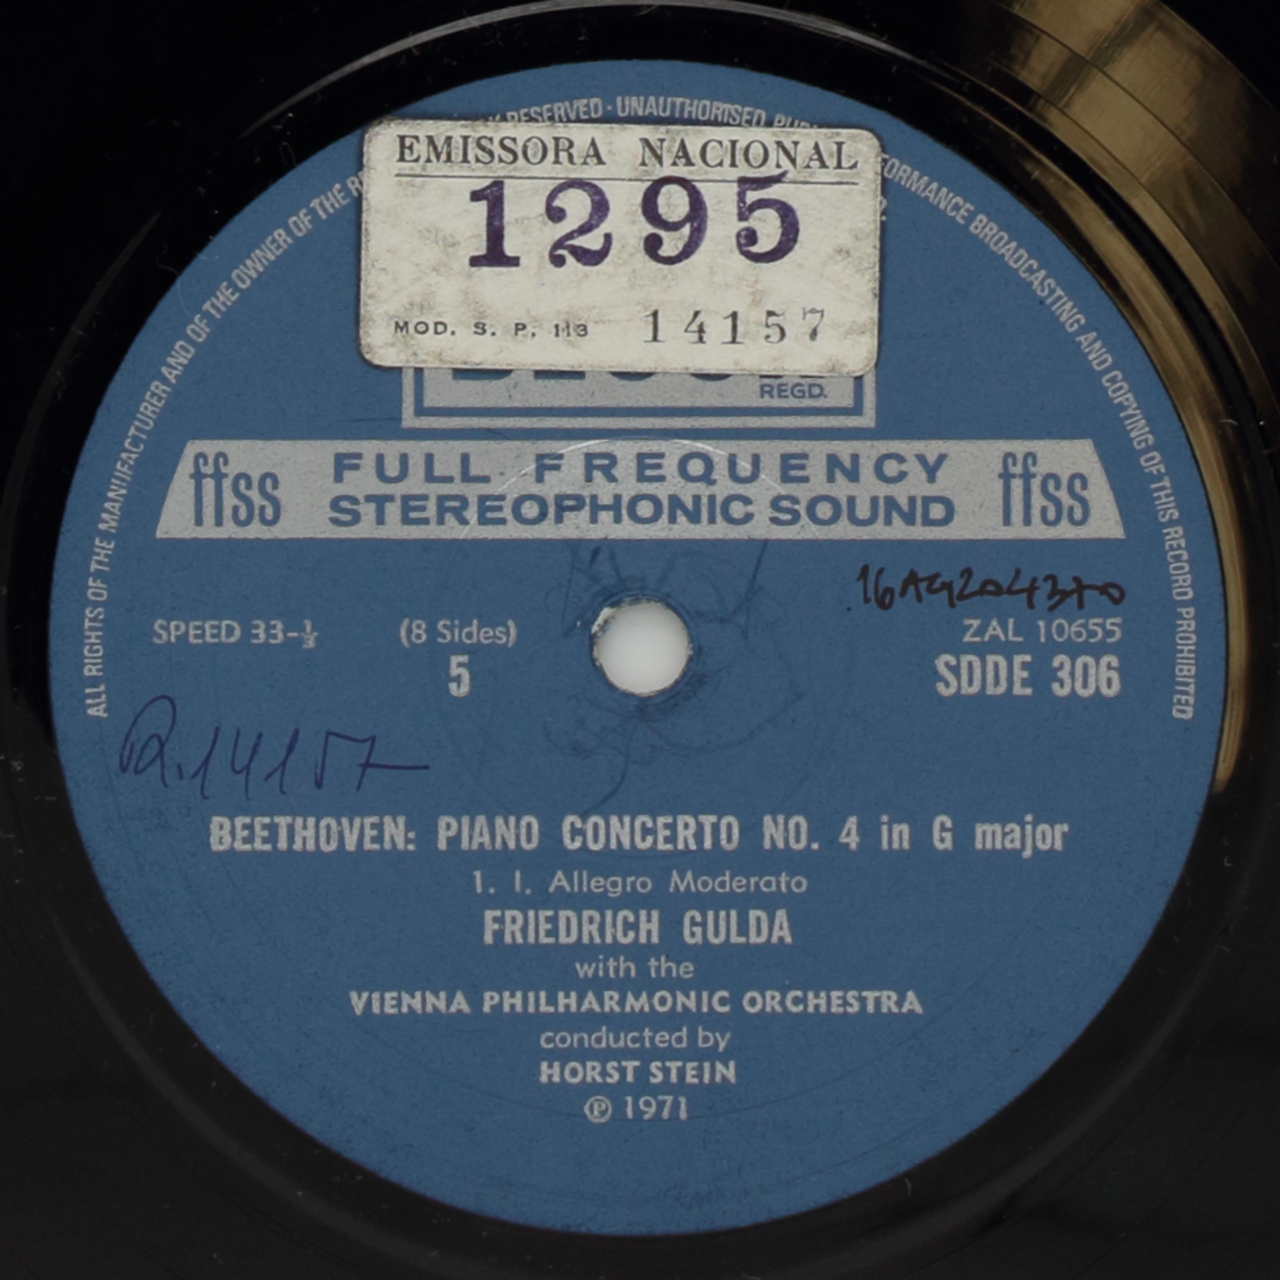 ALL RIGHTS OF THE MANUFACTURER AND OF THE OWNER OF THE
RESERVED · UNAUTHORISED
BROADCASTING AND COPYING OF THIS RECORD PROHIBITED
EMISSORA NACIONAL
1295
MOD. S. P. 113 14157
REGD.
ffss FULL FREQUENCY STEREOPHONIC SOUND ffss
SPEED 33-⅓ (8 Sides) ZAL 10655
5 SDDE 306
R.14157
BEETHOVEN: PIANO CONCERTO NO. 4 in G major
1. I. Allegro Moderato
FRIEDRICH GULDA
with the
VIENNA PHILHARMONIC ORCHESTRA
conducted by
HORST STEIN
℗ 1971